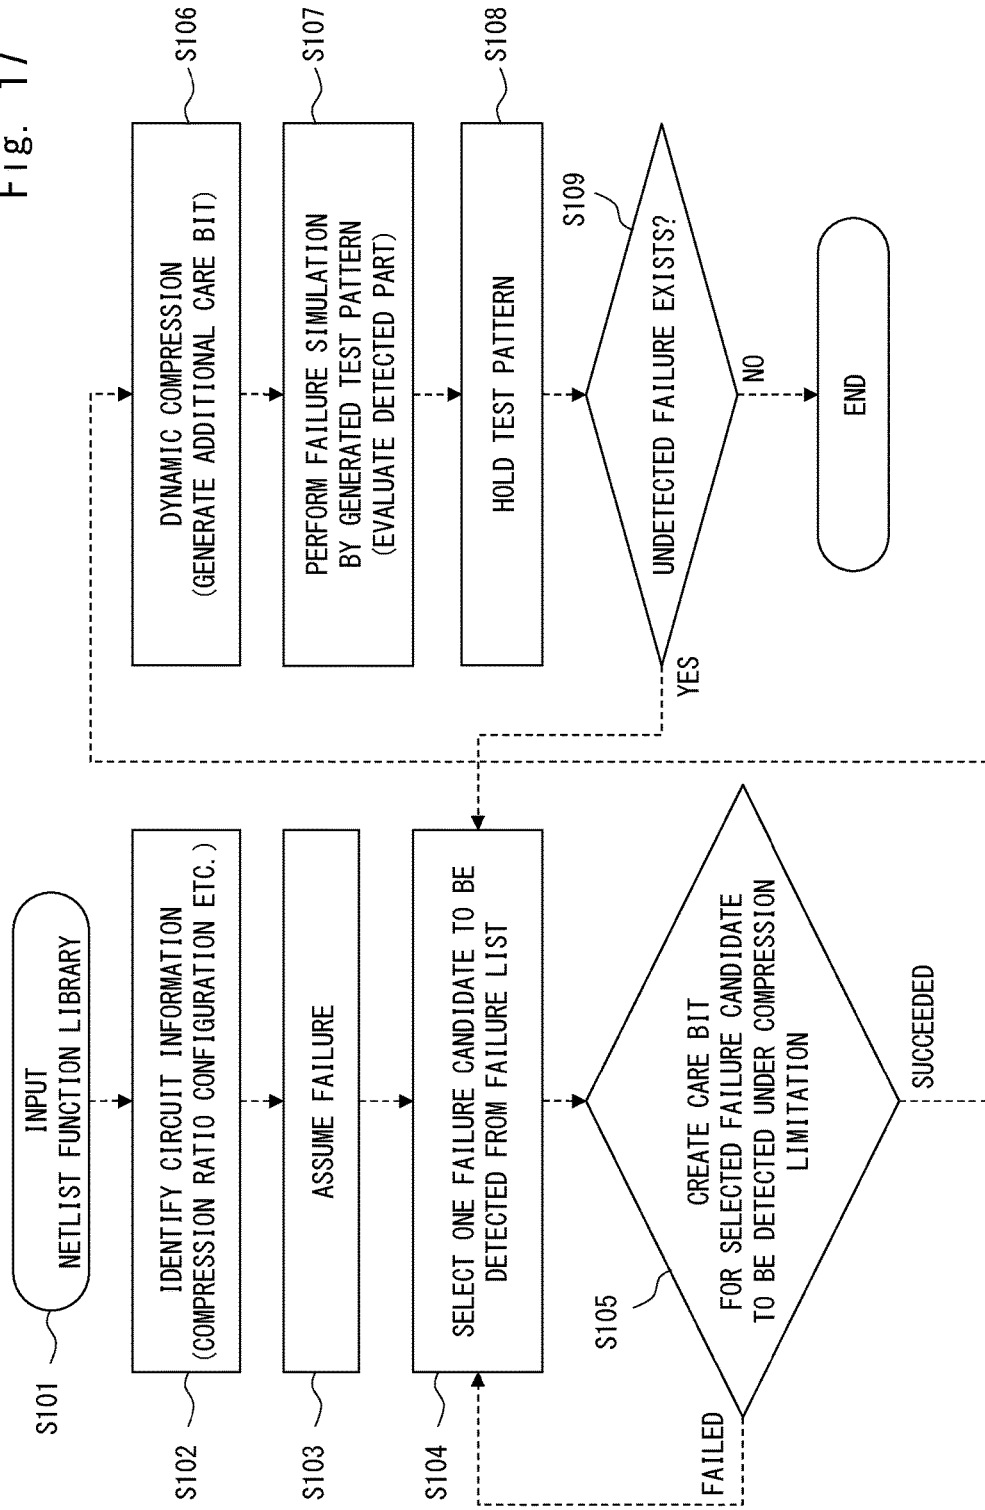 Fig. 17
INPUT
NETLIST FUNCTION LIBRARY
S101
IDENTIFY CIRCUIT INFORMATION
(COMPRESSION RATIO CONFIGURATION ETC.)
S102
ASSUME FAILURE
S103
SELECT ONE FAILURE CANDIDATE TO BE
DETECTED FROM FAILURE LIST
S104
CREATE CARE BIT
FOR SELECTED FAILURE CANDIDATE
TO BE DETECTED UNDER COMPRESSION
LIMITATION
S105
FAILED
SUCCEEDED
DYNAMIC COMPRESSION
(GENERATE ADDITIONAL CARE BIT)
S106
PERFORM FAILURE SIMULATION
BY GENERATED TEST PATTERN
(EVALUATE DETECTED PART)
S107
HOLD TEST PATTERN
S108
UNDETECTED FAILURE EXISTS?
S109
YES
NO
END